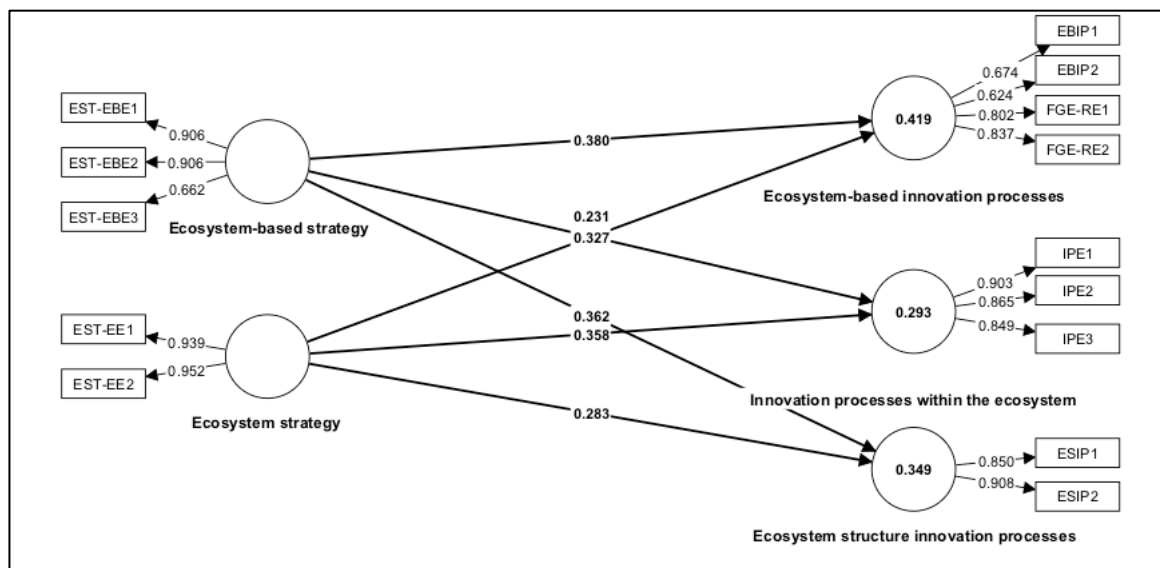 EBIP1
0.674
EBIP2
EST-EBE1
0.624
0.906
0.419
0.802
FGE-RE1
0.380
0.837
EST-EBE2
0.906
FGE-RE2
0.662
Ecosystem-based innovation processes
EST-EBE3
0.231
Ecosystem-based strategy
0.327
IPE1
0.903
IPE2
0.865
0.293
EST-EE1
0.362
0.849
0.939
0.358
IPE3
EST-EE2
0.952
Innovation processes within the ecosystem
Ecosystem strategy
0.283
ESIP1
0.850
0.349
0.908
ESIP2
Ecosystem structure innovation processes